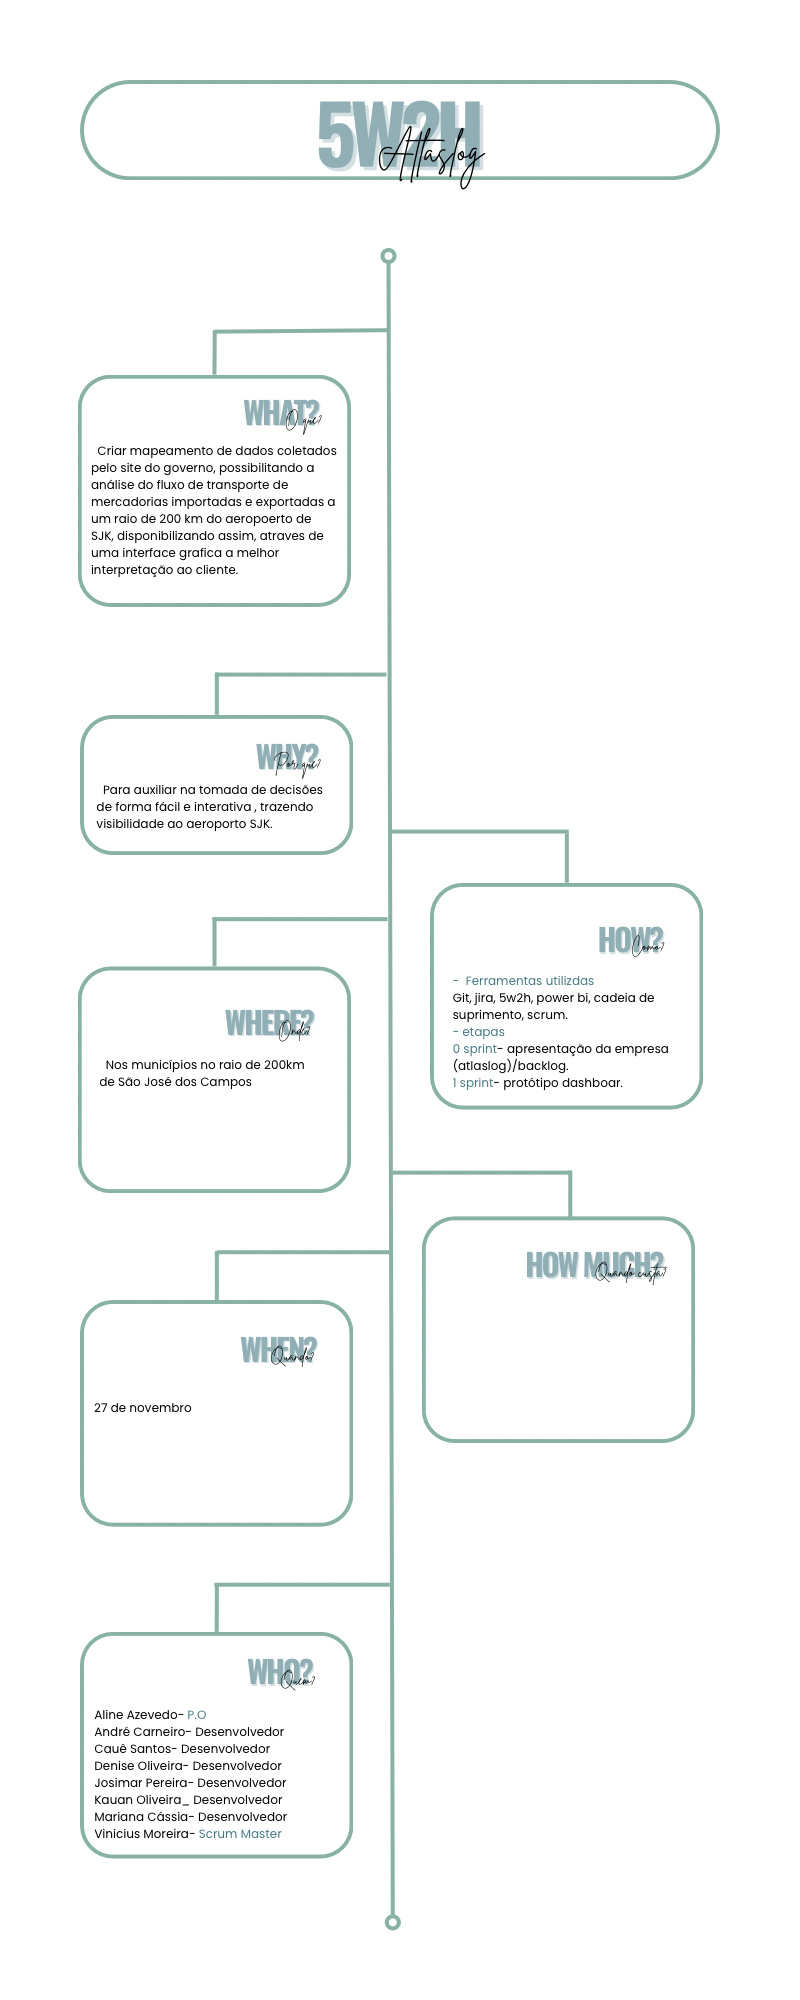 5W2H
Atlaslog
WHAT?
O que?
Criar mapeamento de dados coletados
pelo site do governo, possibilitando a
análise do fluxo de transporte de
mercadorias importadas e exportadas a
um raio de 200 km do aeropoerto de
SJK, disponibilizando assim, atraves de
uma interface grafica a melhor
interpretação ao cliente.
WHY?
Por que?
Para auxiliar na tomada de decisões
de forma fácil e interativa , trazendo
visibilidade ao aeroporto SJK.
HOW?
Como?
- Ferramentas utilizdas
Git, jira, 5w2h, power bi, cadeia de
suprimento, scrum.
- etapas
0 sprint- apresentação da empresa
(atlaslog)/backlog.
1 sprint- protótipo dashboar.
WHERE?
Onde?
Nos municípios no raio de 200km
de São José dos Campos
HOW MUCH?
Quando custa?
WHEN?
Quando?
27 de novembro
WHO?
Quem?
Aline Azevedo- P.O
André Carneiro- Desenvolvedor
Cauê Santos- Desenvolvedor
Denise Oliveira- Desenvolvedor
Josimar Pereira- Desenvolvedor
Kauan Oliveira_ Desenvolvedor
Mariana Cássia- Desenvolvedor
Vinicius Moreira- Scrum Master